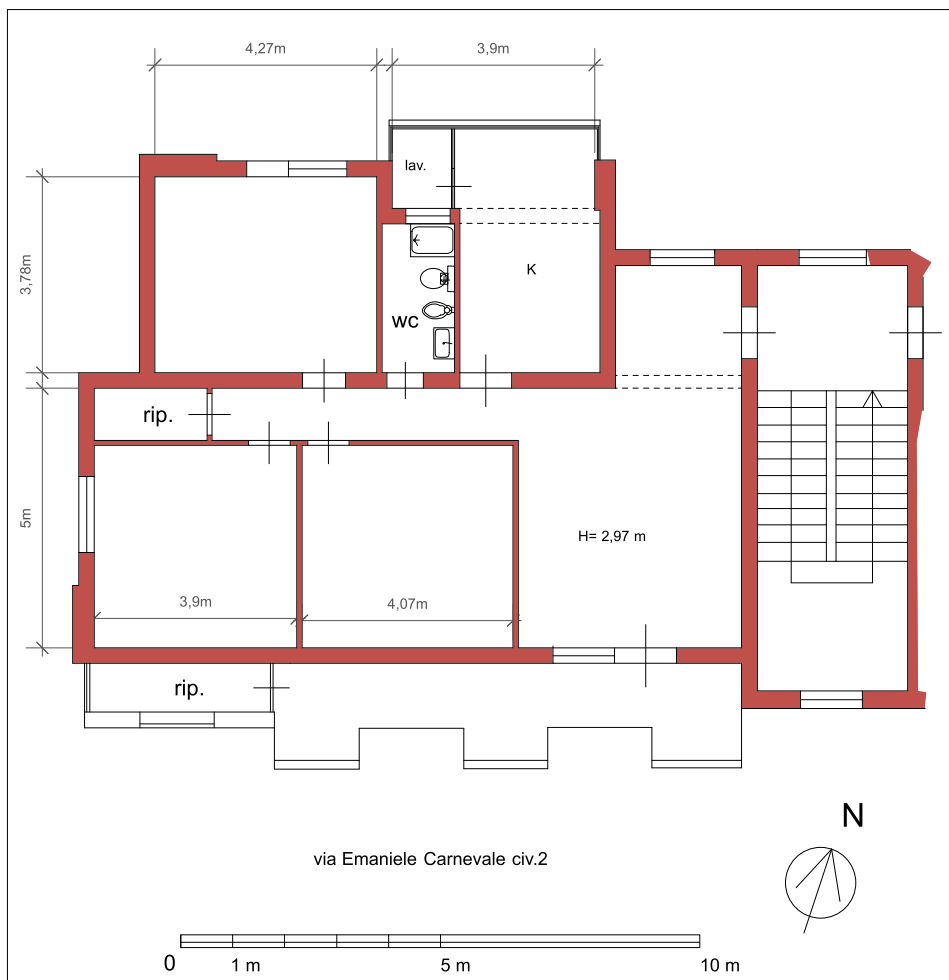 4,27m 3,9m
lav.
3,78m
K
wc
rip.
5m
H= 2,97 m
3,9m 4,07m
rip.
N
via Emaniele Carnevale civ.2
0 1 m 5 m 10 m